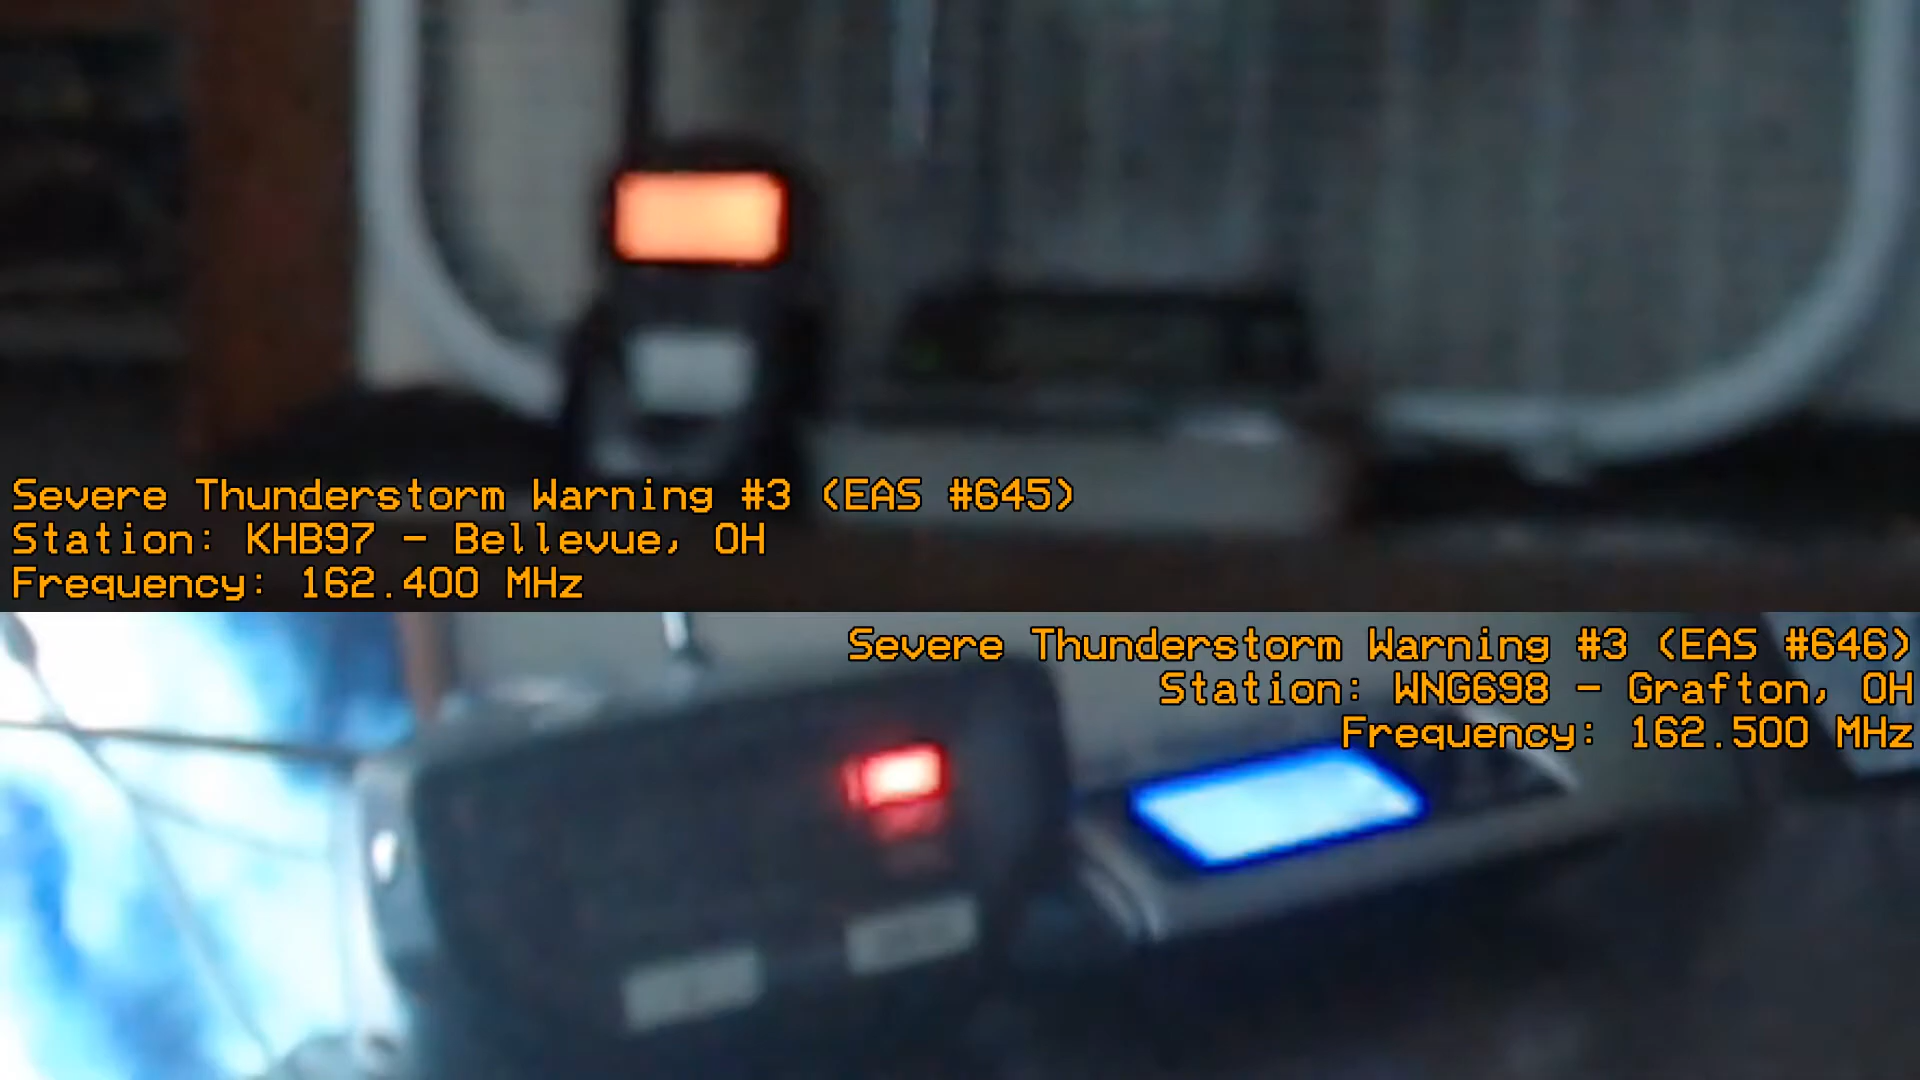 Severe Thunderstorm Warning #3 (EAS #645)
Station: KHB97 - Bellevue, OH
Frequency: 162.400 MHz
Severe Thunderstorm Warning #3 (EAS #646)
Station: WNG698 - Grafton, OH
Frequency: 162.500 MHz